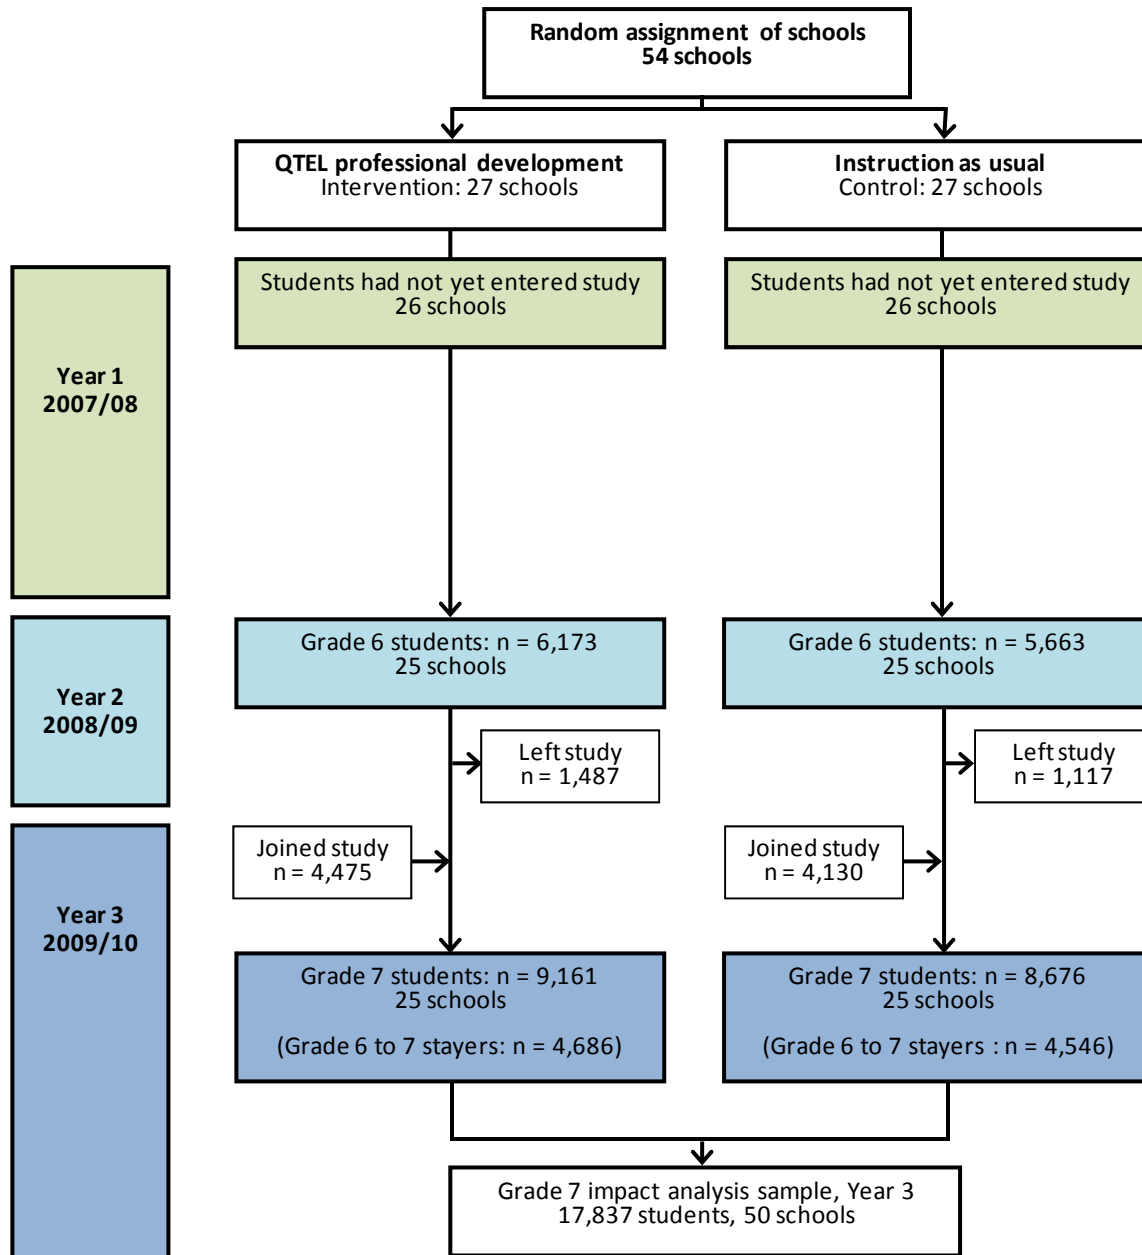 Random assignment of schools
54 schools
QTEL professional development
Intervention: 27 schools
Instruction as usual
Control: 27 schools
Year 1
2007/08
Students had not yet entered study
26 schools
Students had not yet entered study
26 schools
Year 2
2008/09
Grade 6 students: n = 6,173
25 schools
Grade 6 students: n = 5,663
25 schools
Left study
n = 1,487
Left study
n = 1,117
Joined study
n = 4,475
Joined study
n = 4,130
Year 3
2009/10
Grade 7 students: n = 9,161
25 schools
(Grade 6 to 7 stayers: n = 4,686)
Grade 7 students: n = 8,676
25 schools
(Grade 6 to 7 stayers : n = 4,546)
Grade 7 impact analysis sample, Year 3
17,837 students, 50 schools